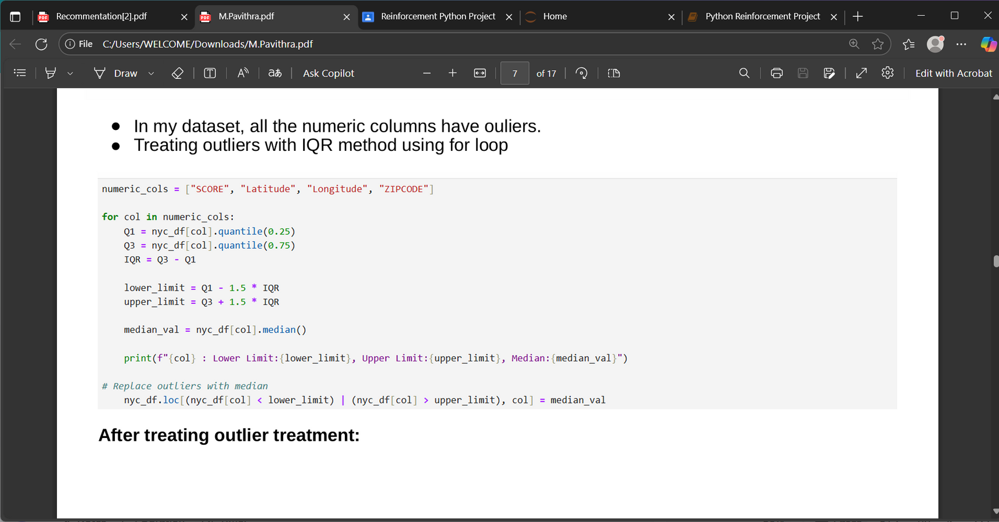 Recommentation[2].pdf
M.Pavithra.pdf
Reinforcement Python Project
Home
Python Reinforcement Project
File C:/Users/WELCOME/Downloads/M.Pavithra.pdf
Draw
Ask Copilot
7 of 17
Edit with Acrobat
● In my dataset, all the numeric columns have ouliers.
● Treating outliers with IQR method using for loop
numeric_cols = ["SCORE", "Latitude", "Longitude", "ZIPCODE"]
for col in numeric_cols:
Q1 = nyc_df[col].quantile(0.25)
Q3 = nyc_df[col].quantile(0.75)
IQR = Q3 - Q1
lower_limit = Q1 - 1.5 * IQR
upper_limit = Q3 + 1.5 * IQR
median_val = nyc_df[col].median()
print(f"{col} : Lower Limit:{lower_limit}, Upper Limit:{upper_limit}, Median:{median_val}")
# Replace outliers with median
nyc_df.loc[(nyc_df[col] < lower_limit) | (nyc_df[col] > upper_limit), col] = median_val
After treating outlier treatment: